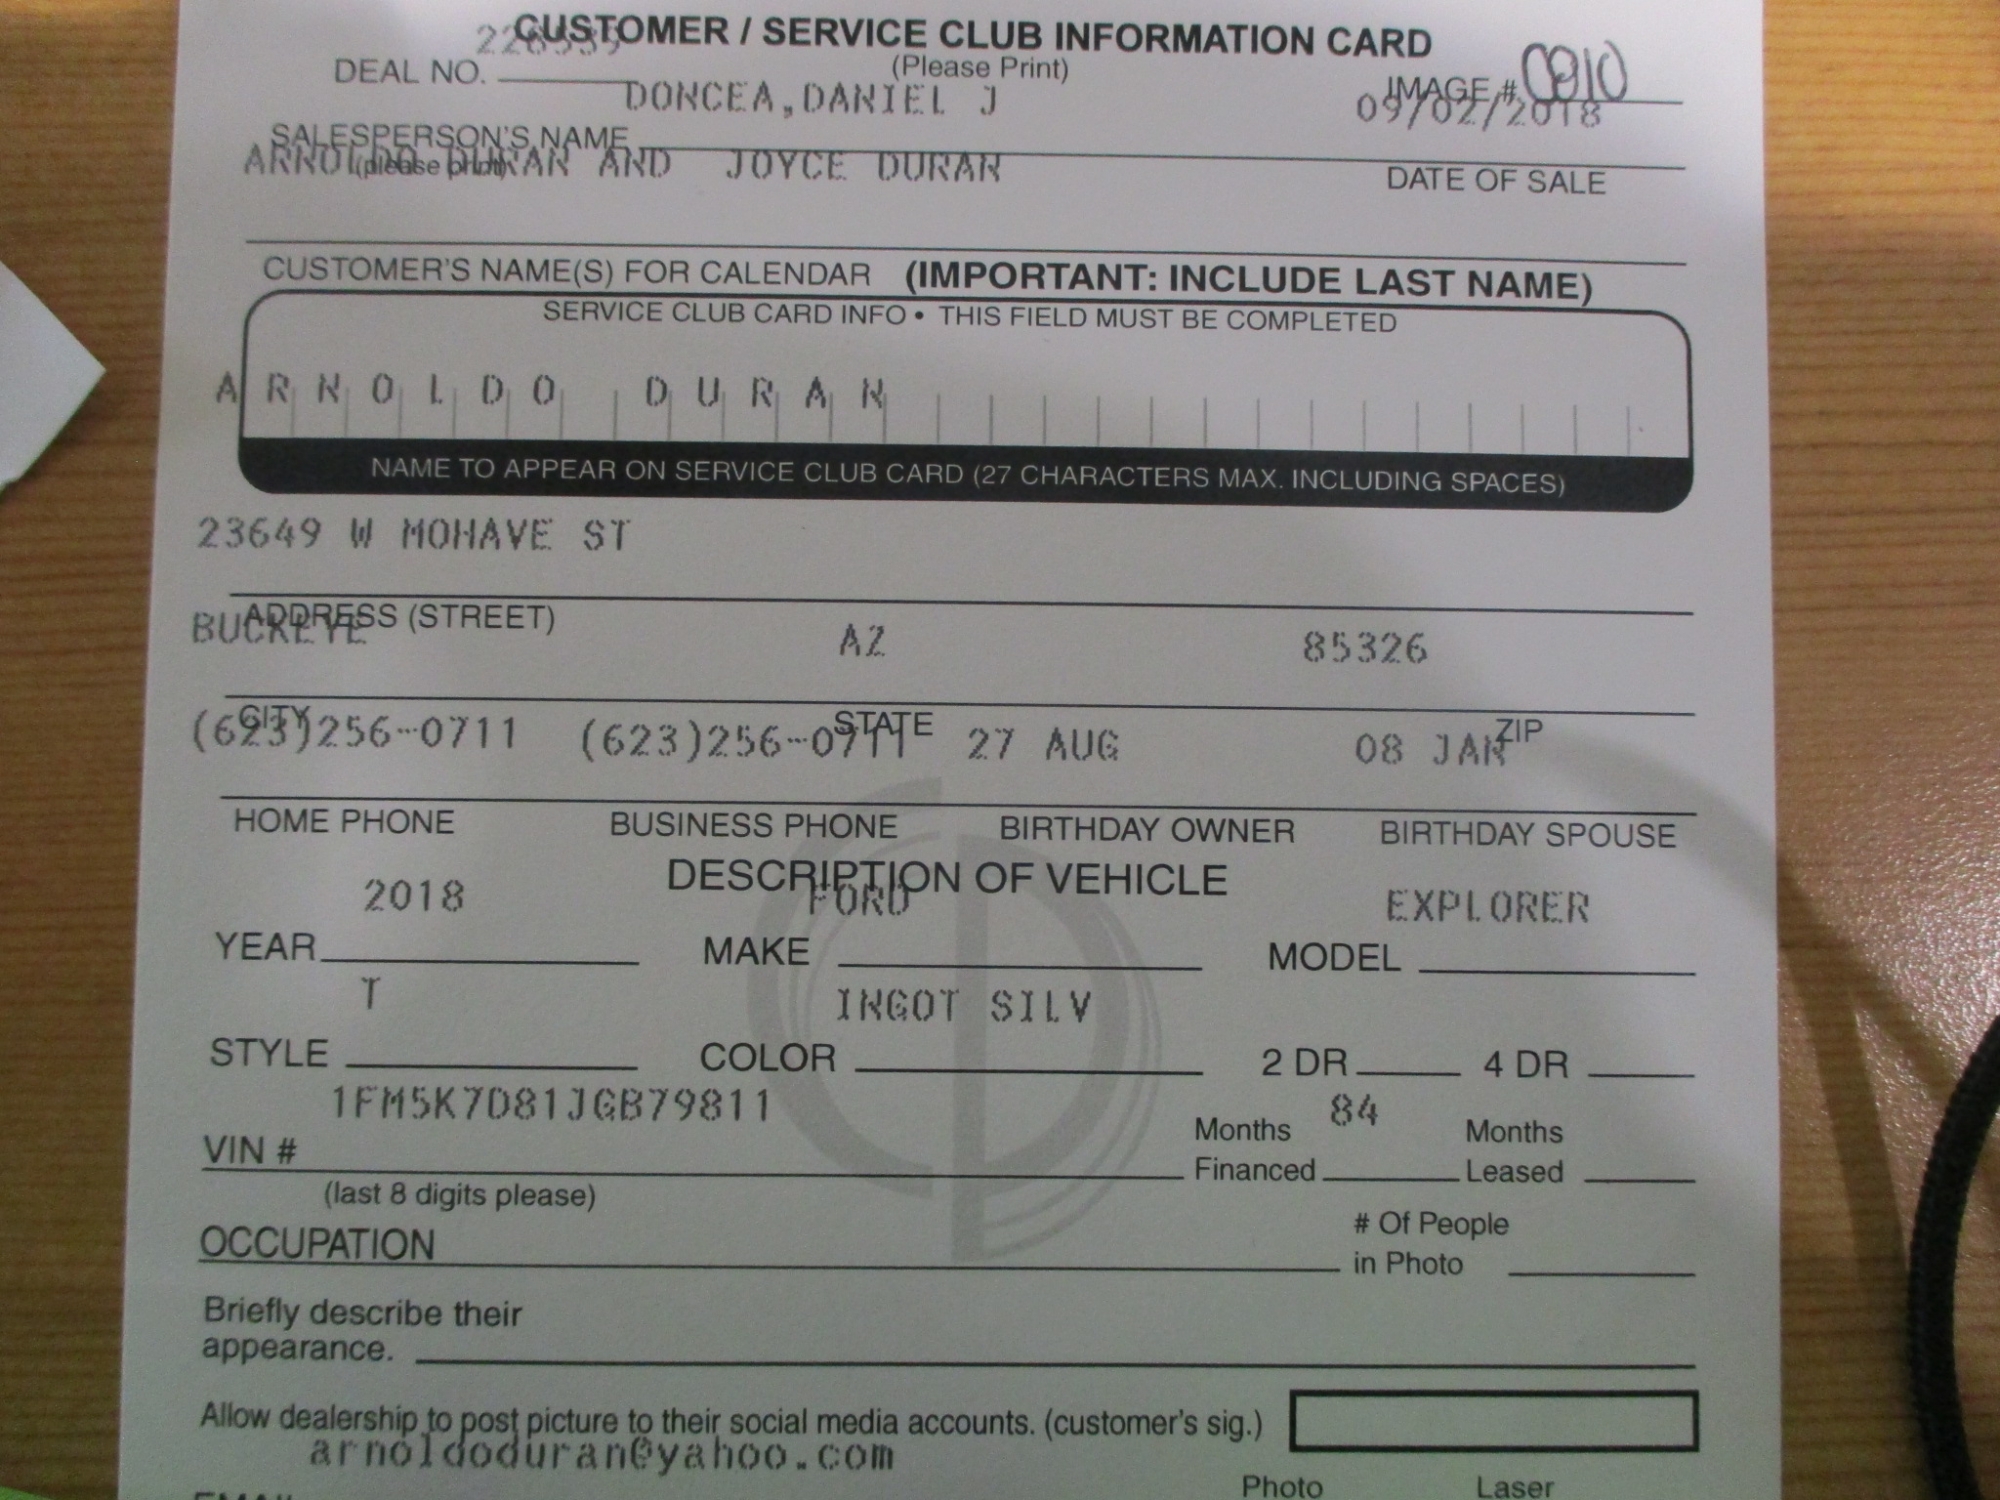 CUSTOMER / SERVICE CLUB INFORMATION CARD
(Please Print)
DEAL NO. 226539
IMAGE #
DONCEA,DANIEL J 09/02/2018
SALESPERSON'S NAME
(please print)
ARNOLDO DURAN AND JOYCE DURAN
DATE OF SALE
CUSTOMER'S NAME(S) FOR CALENDAR (IMPORTANT: INCLUDE LAST NAME)
SERVICE CLUB CARD INFO • THIS FIELD MUST BE COMPLETED
ARNOLDO DURAN
NAME TO APPEAR ON SERVICE CLUB CARD (27 CHARACTERS MAX. INCLUDING SPACES)
23649 W MOHAVE ST
ADDRESS (STREET)
BUCKEYE AZ 85326
CITY STATE ZIP
(623)256-0711 (623)256-0711 27 AUG 08 JAN
HOME PHONE BUSINESS PHONE BIRTHDAY OWNER BIRTHDAY SPOUSE
DESCRIPTION OF VEHICLE
2018 FORD EXPLORER
YEAR MAKE MODEL
T INGOT SILV
STYLE COLOR 2 DR 4 DR
1FM5K7D81JGB79811
84
VIN # Months Financed Months Leased
(last 8 digits please)
OCCUPATION # Of People in Photo
Briefly describe their
appearance.
Allow dealership to post picture to their social media accounts. (customer's sig.)
arnoldoduran@yahoo.com
Photo Laser